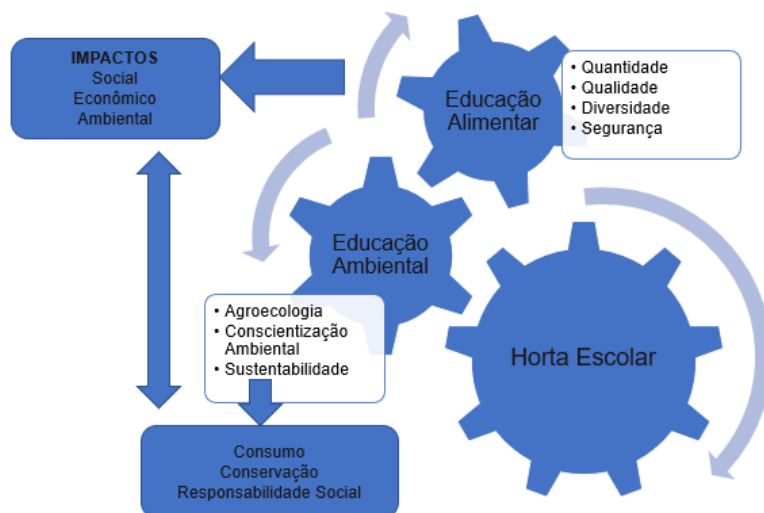 IMPACTOS
Social
Econômico
Ambiental
Educação
Alimentar
• Quantidade
• Qualidade
• Diversidade
• Segurança
Educação
Ambiental
• Agroecologia
• Conscientização
Ambiental
• Sustentabilidade
Horta Escolar
Consumo
Conservação
Responsabilidade Social